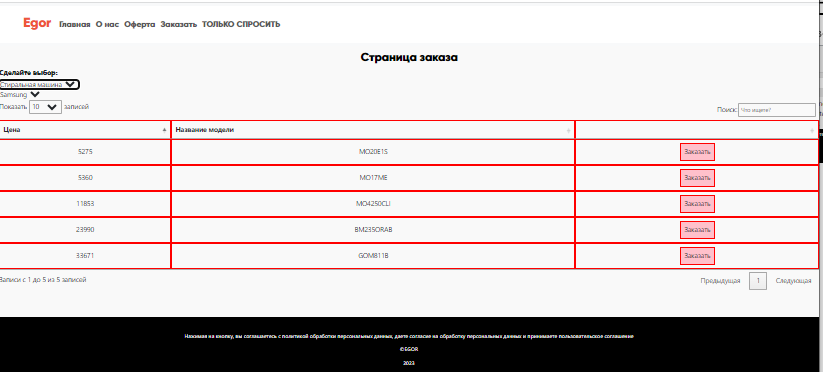 Egor Главная О нас Оферта Заказать ТОЛЬКО СПРОСИТЬ
Страница заказа
Сделайте выбор:
Стиральная машина
Samsung
Показать 10 записей
Поиск: Что ищете?
Цена Название модели
5275 MO20E1S Заказать
5360 MO17ME Заказать
11853 MO4250CLI Заказать
23990 BM235ORAB Заказать
33671 GOM811B Заказать
Записи с 1 до 5 из 5 записей
Предыдущая 1 Следующая
Нажимая на кнопку, вы соглашаетесь с политикой обработки персональных данных, даете согласие на обработку персональных данных и принимаете пользовательское соглашение
©EGOR
2023